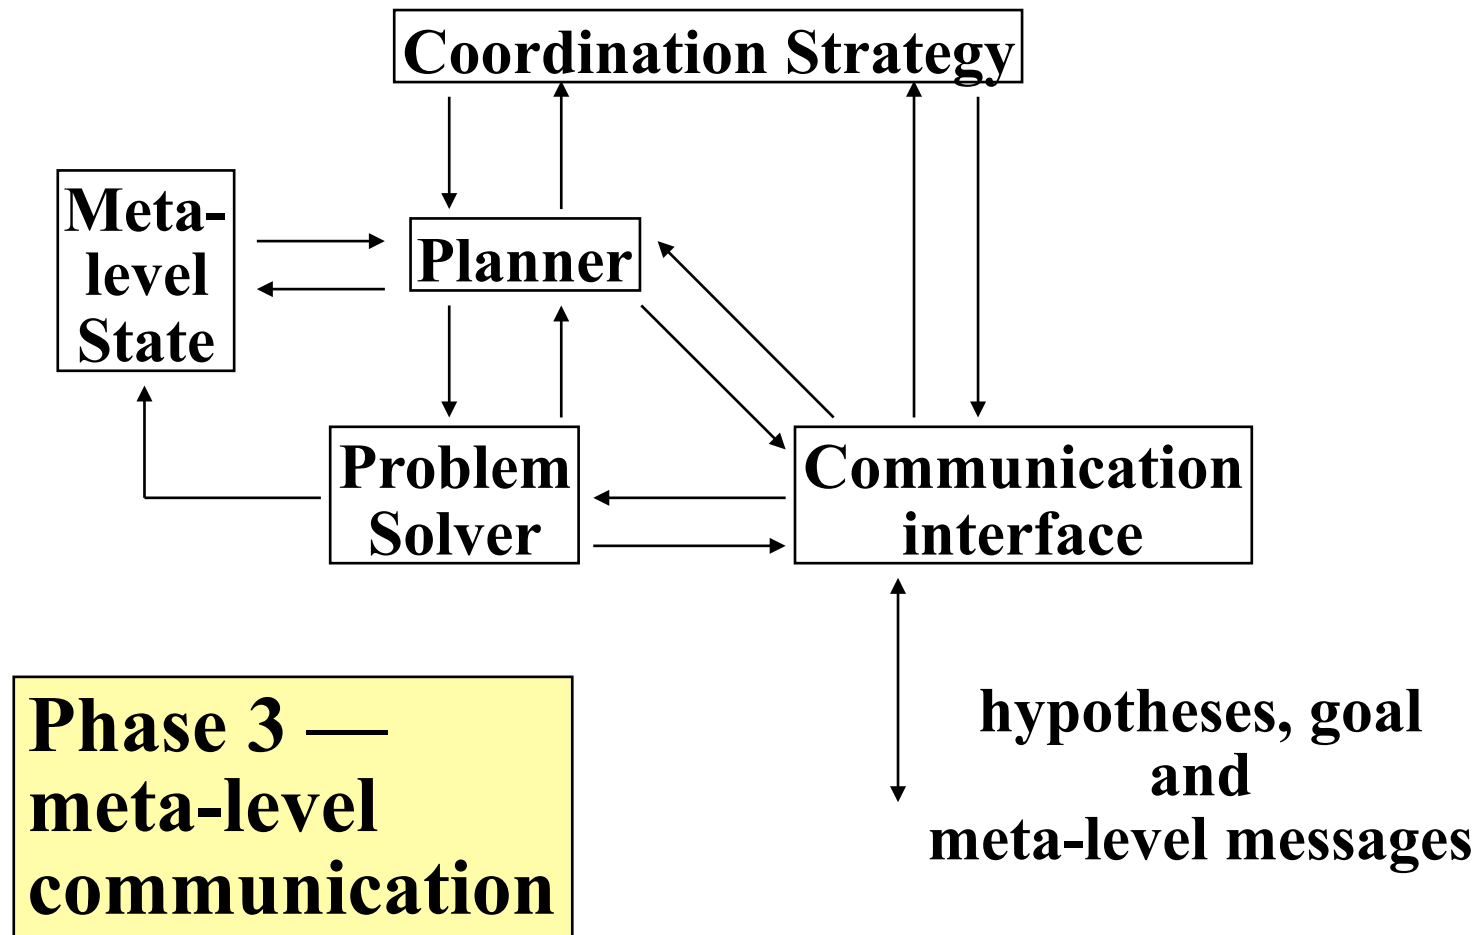 Coordination Strategy
Meta-
level
State
Planner
Problem
Solver
Communication
interface
Phase 3 —
meta-level
communication
hypotheses, goal
and
meta-level messages